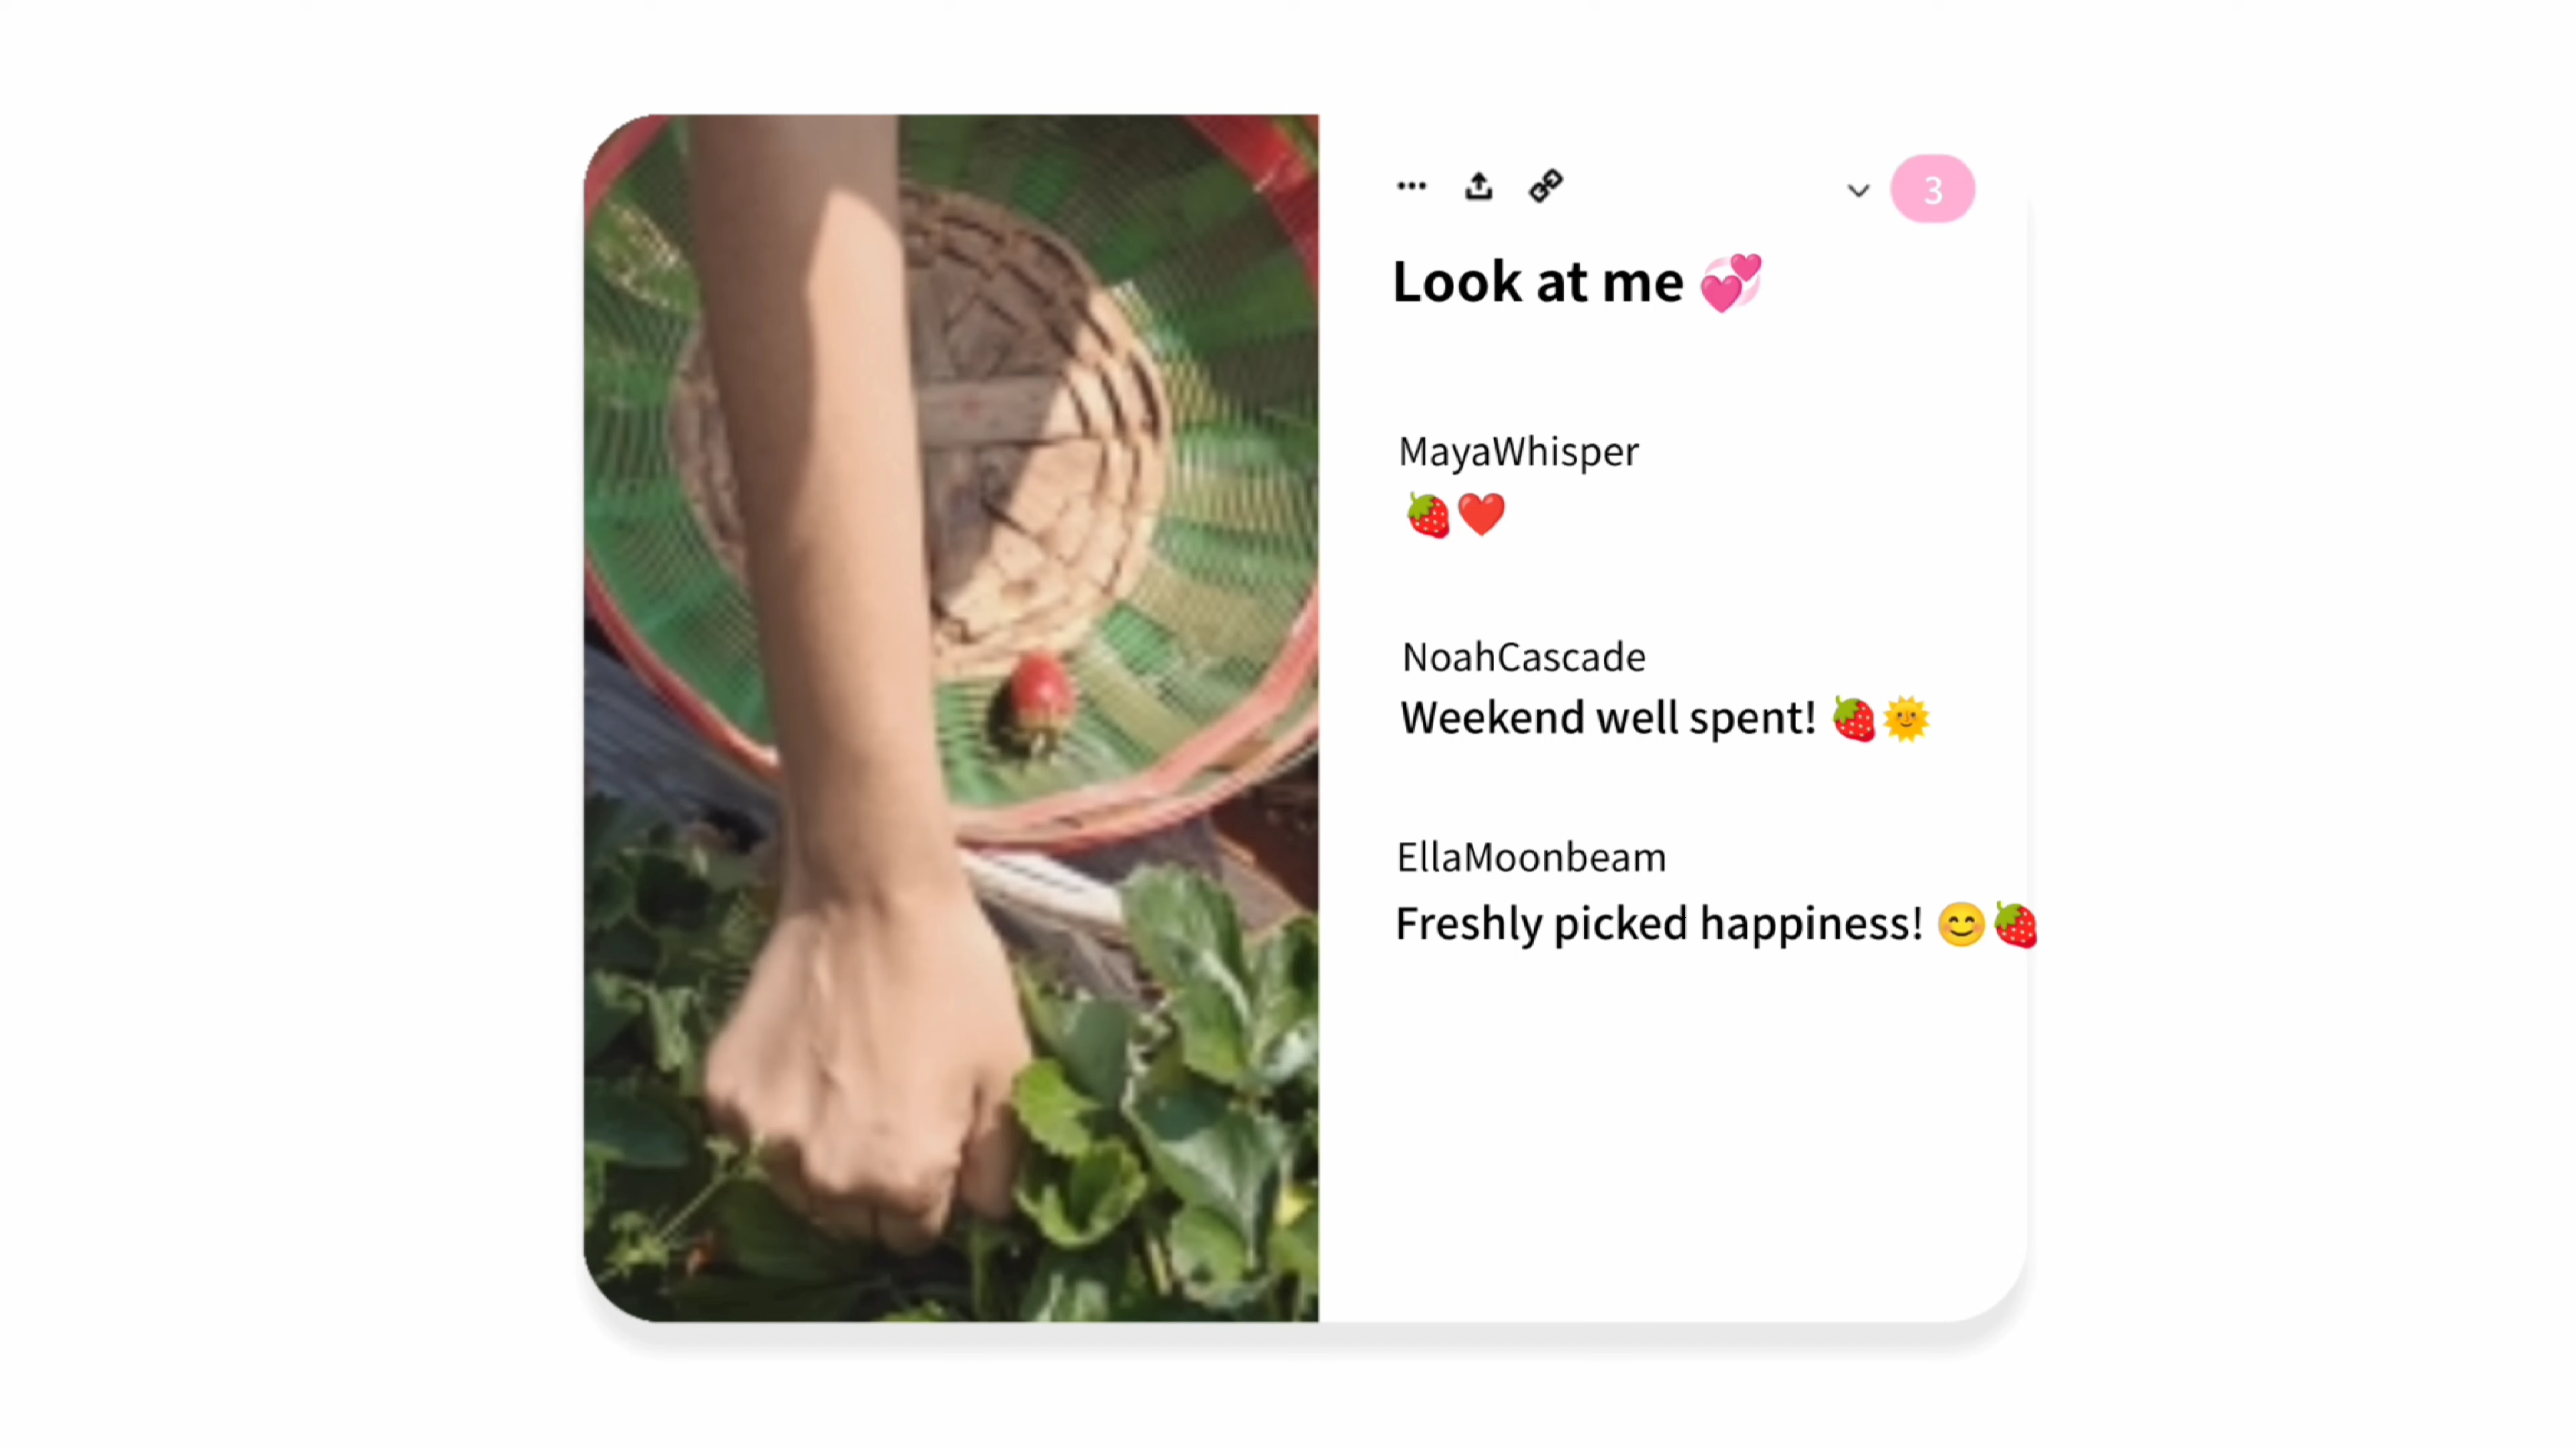 3
Look at me 💞
MayaWhisper
🍓❤️
NoahCascade
Weekend well spent! 🍓🌞
EllaMoonbeam
Freshly picked happiness! 😊🍓